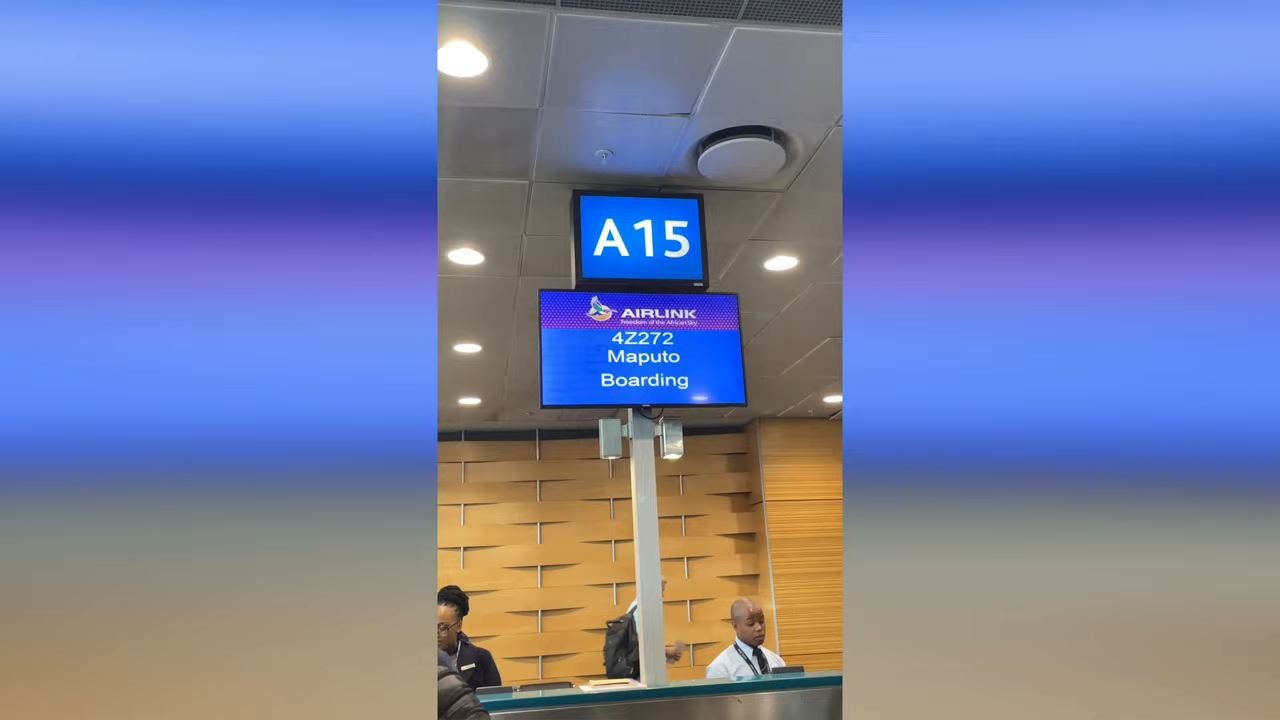 A15
AIRLINK
Freedom of the African Sky
4Z272
Maputo
Boarding